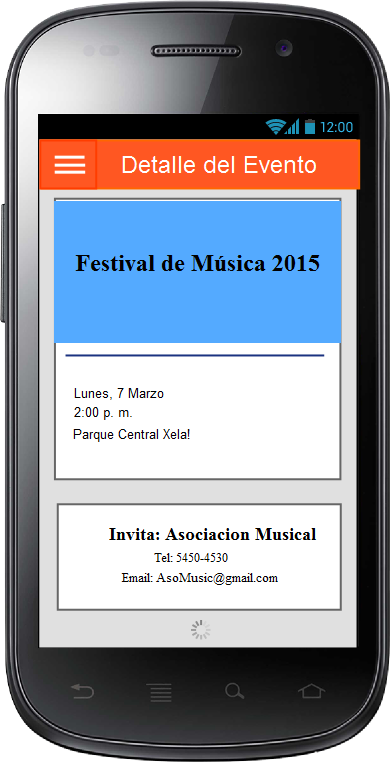 12:00
Detalle del Evento
Festival de Música 2015
Lunes, 7 Marzo
2:00 p. m.
Parque Central Xela!
Invita: Asociacion Musical
Tel: 5450-4530
Email: AsoMusic@gmail.com